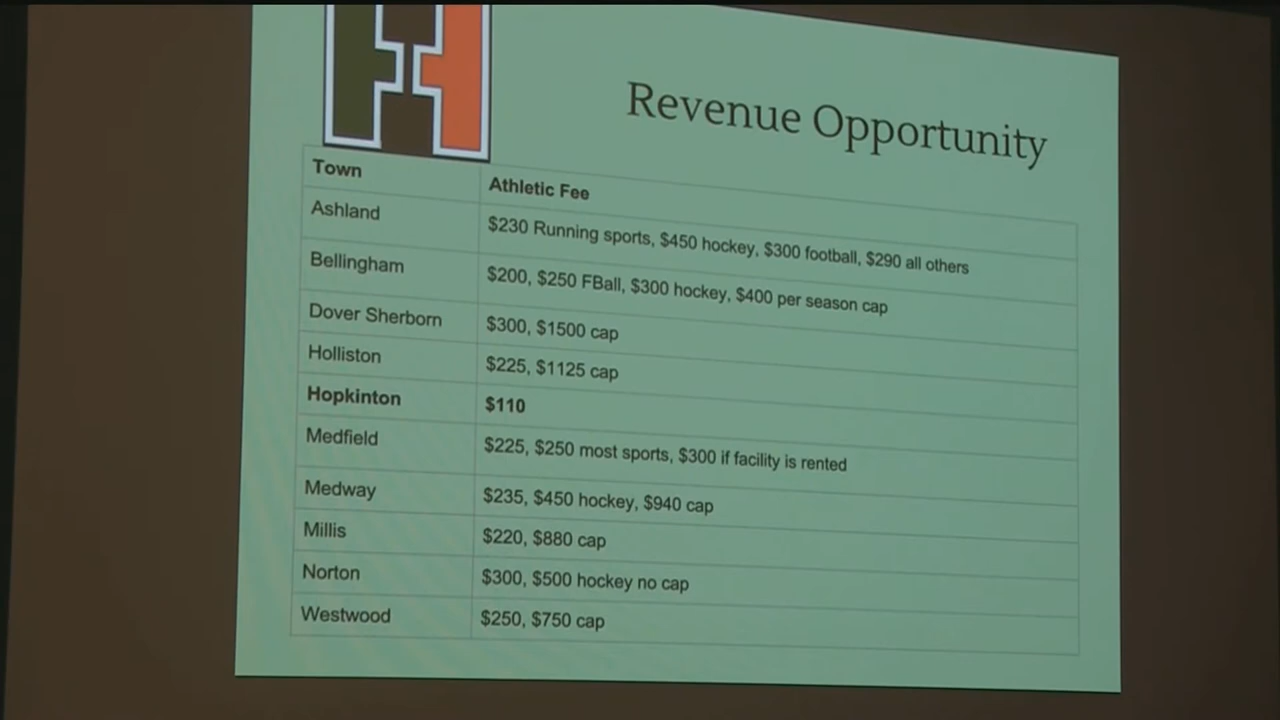 Revenue Opportunity
Town Athletic Fee
Ashland $230 Running sports, $450 hockey, $300 football, $290 all others
Bellingham $200, $250 FBall, $300 hockey, $400 per season cap
Dover Sherborn $300, $1500 cap
Holliston $225, $1125 cap
Hopkinton $110
Medfield $225, $250 most sports, $300 if facility is rented
Medway $235, $450 hockey, $940 cap
Millis $220, $880 cap
Norton $300, $500 hockey no cap
Westwood $250, $750 cap